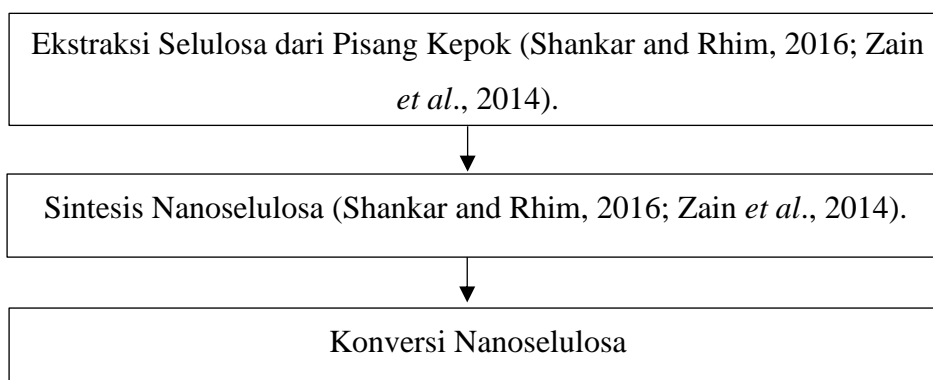 Ekstraksi Selulosa dari Pisang Kepok (Shankar and Rhim, 2016; Zain
et al., 2014).
Sintesis Nanoselulosa (Shankar and Rhim, 2016; Zain et al., 2014).
Konversi Nanoselulosa